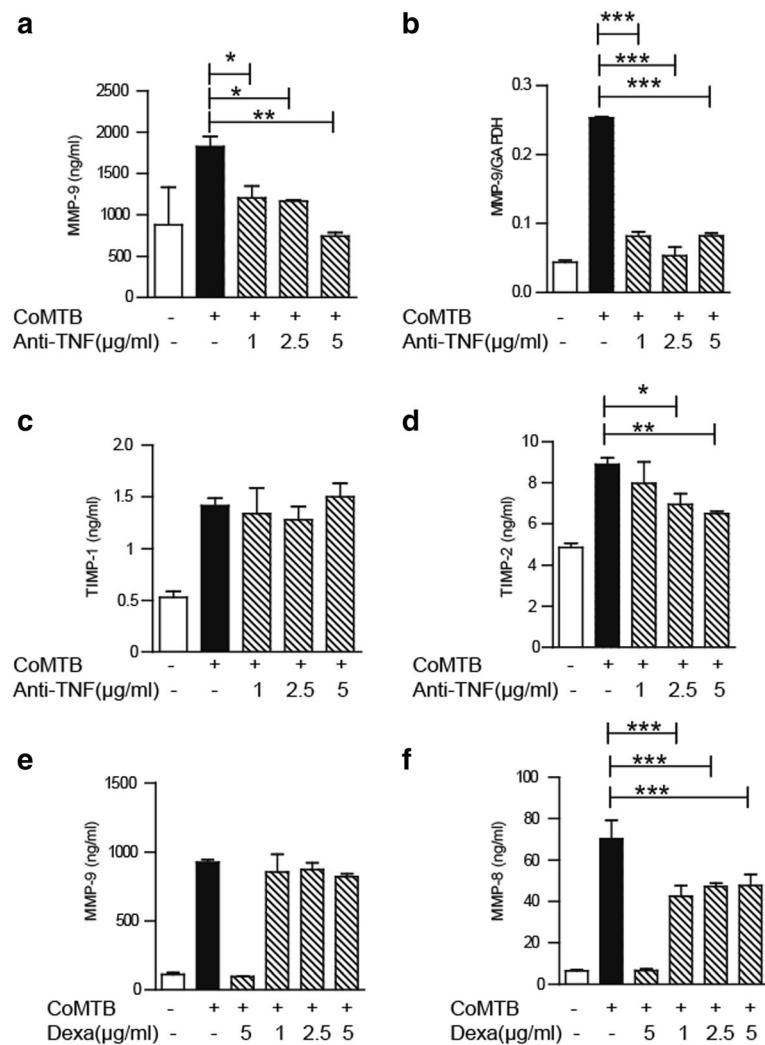 a
*
*
**
MMP-9 (ng/ml)
2500
2000
1500
1000
500
0
CoMTB - + + + +
Anti-TNF(µg/ml) - - 1 2.5 5
b
***
***
***
MMP-9/GAPDH
0.3
0.2
0.1
0.0
CoMTB - + + + +
Anti-TNF(µg/ml) - - 1 2.5 5
c
TIMP-1 (ng/ml)
2.0
1.5
1
0.5
0
CoMTB - + + + +
Anti-TNF(µg/ml) - - 1 2.5 5
d
*
**
TIMP-2 (ng/ml)
10
8
6
4
2
0
CoMTB - + + + +
Anti-TNF(µg/ml) - - 1 2.5 5
e
MMP-9 (ng/ml)
1500
1000
500
0
CoMTB - + + + + +
Dexa(µg/ml) - - 5 1 2.5 5
f
***
***
***
MMP-8 (ng/ml)
100
80
60
40
20
0
CoMTB - + + + + +
Dexa(µg/ml) - - 5 1 2.5 5